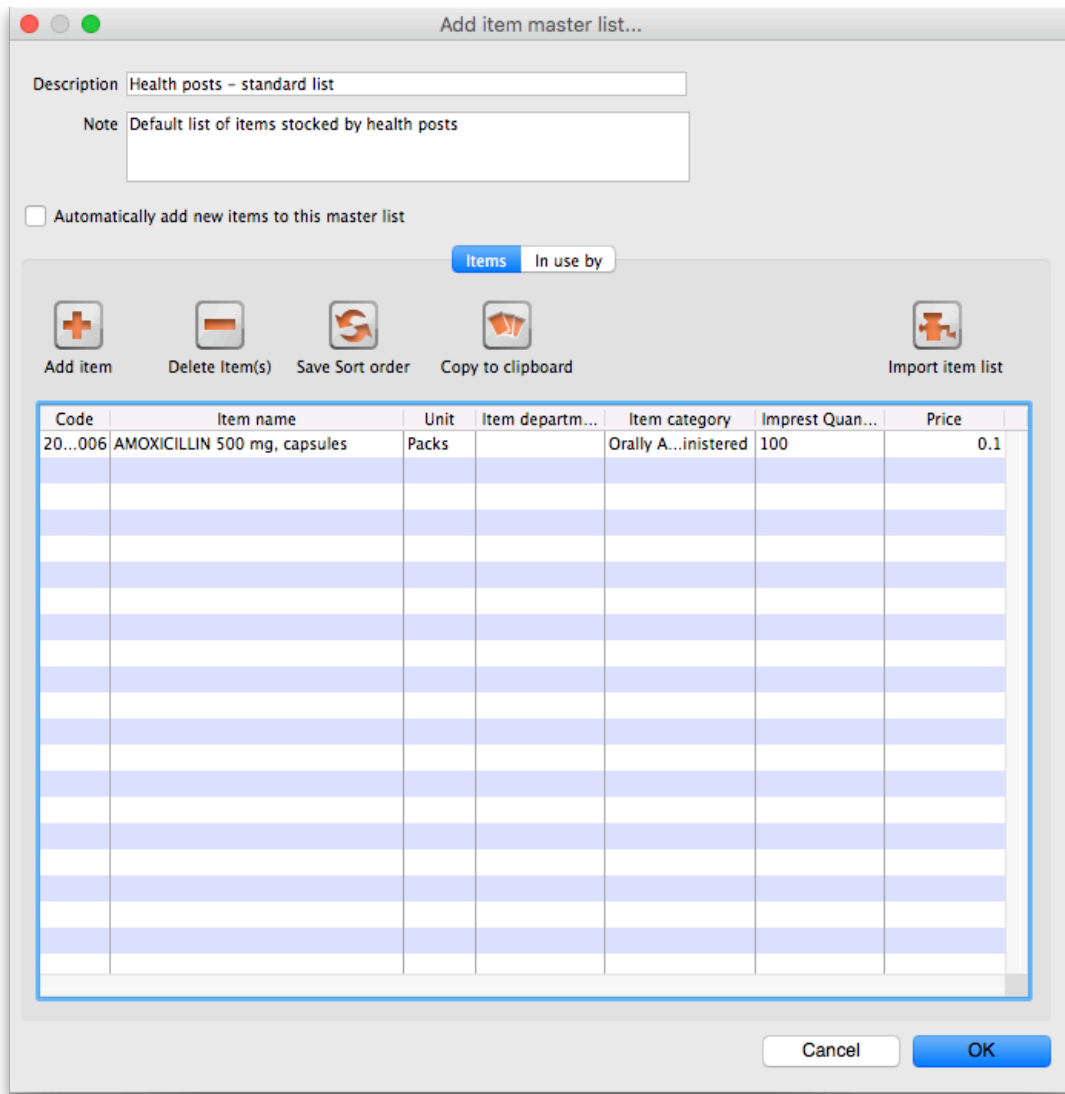 Add item master list...
Description Health posts – standard list
Note Default list of items stocked by health posts
Automatically add new items to this master list
Items In use by
Add item Delete Item(s) Save Sort order Copy to clipboard Import item list
Code Item name Unit Item departm... Item category Imprest Quan... Price
20...006 AMOXICILLIN 500 mg, capsules Packs Orally A...inistered 100 0.1
Cancel OK